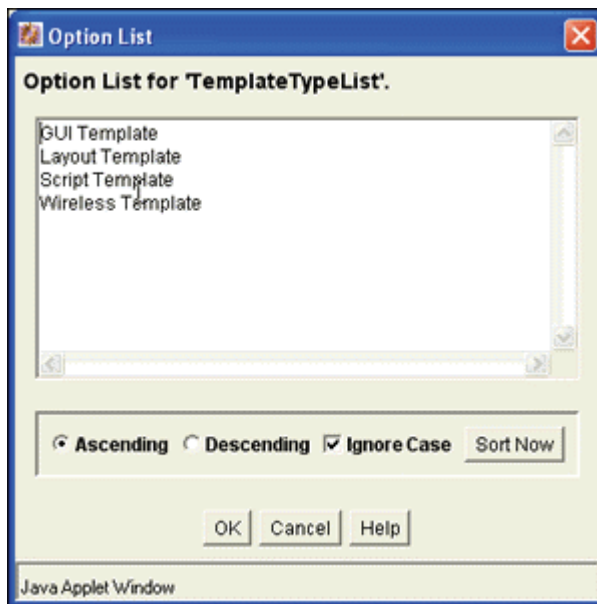 Option List
Option List for 'TemplateTypeList'.
GUI Template
Layout Template
Script Template
Wireless Template
Ascending Descending Ignore Case Sort Now
OK Cancel Help
Java Applet Window